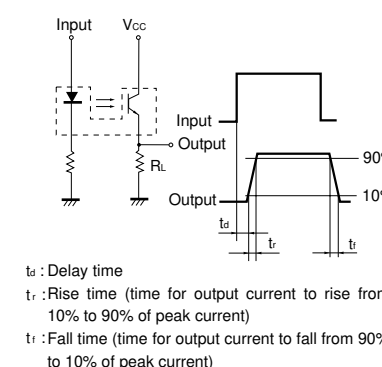 Input Vcc
Input
Output
RL
90%
Output
10%
td
tr tf
td : Delay time
tr : Rise time (time for output current to rise from
10% to 90% of peak current)
tf : Fall time (time for output current to fall from 90%
to 10% of peak current)